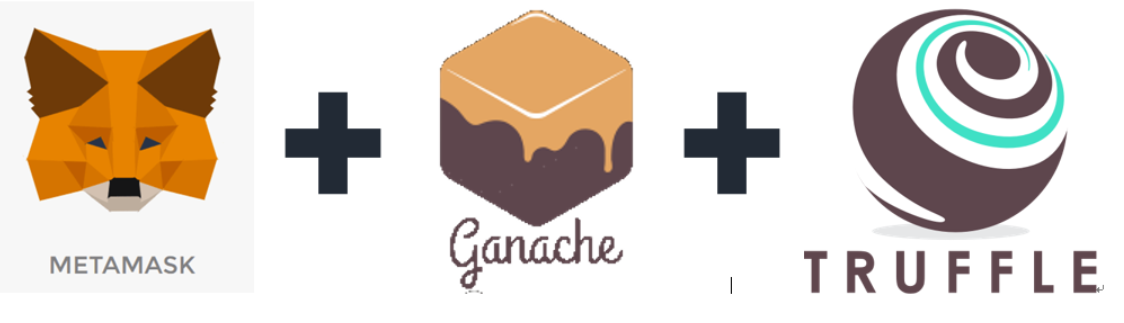 METAMASK
Ganache
TRUFFLE